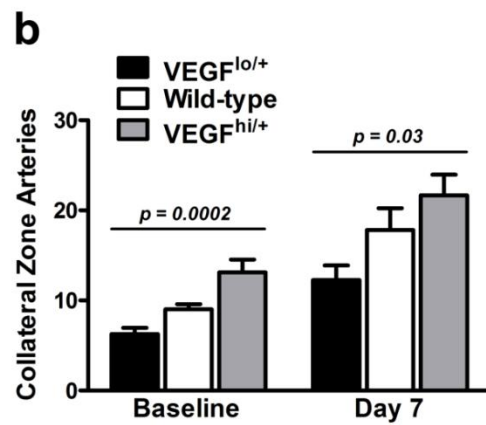 b
VEGFlo/+
Wild-type
VEGFhi/+
Collateral Zone Arteries
30
20
10
0
p = 0.0002
p = 0.03
Baseline
Day 7